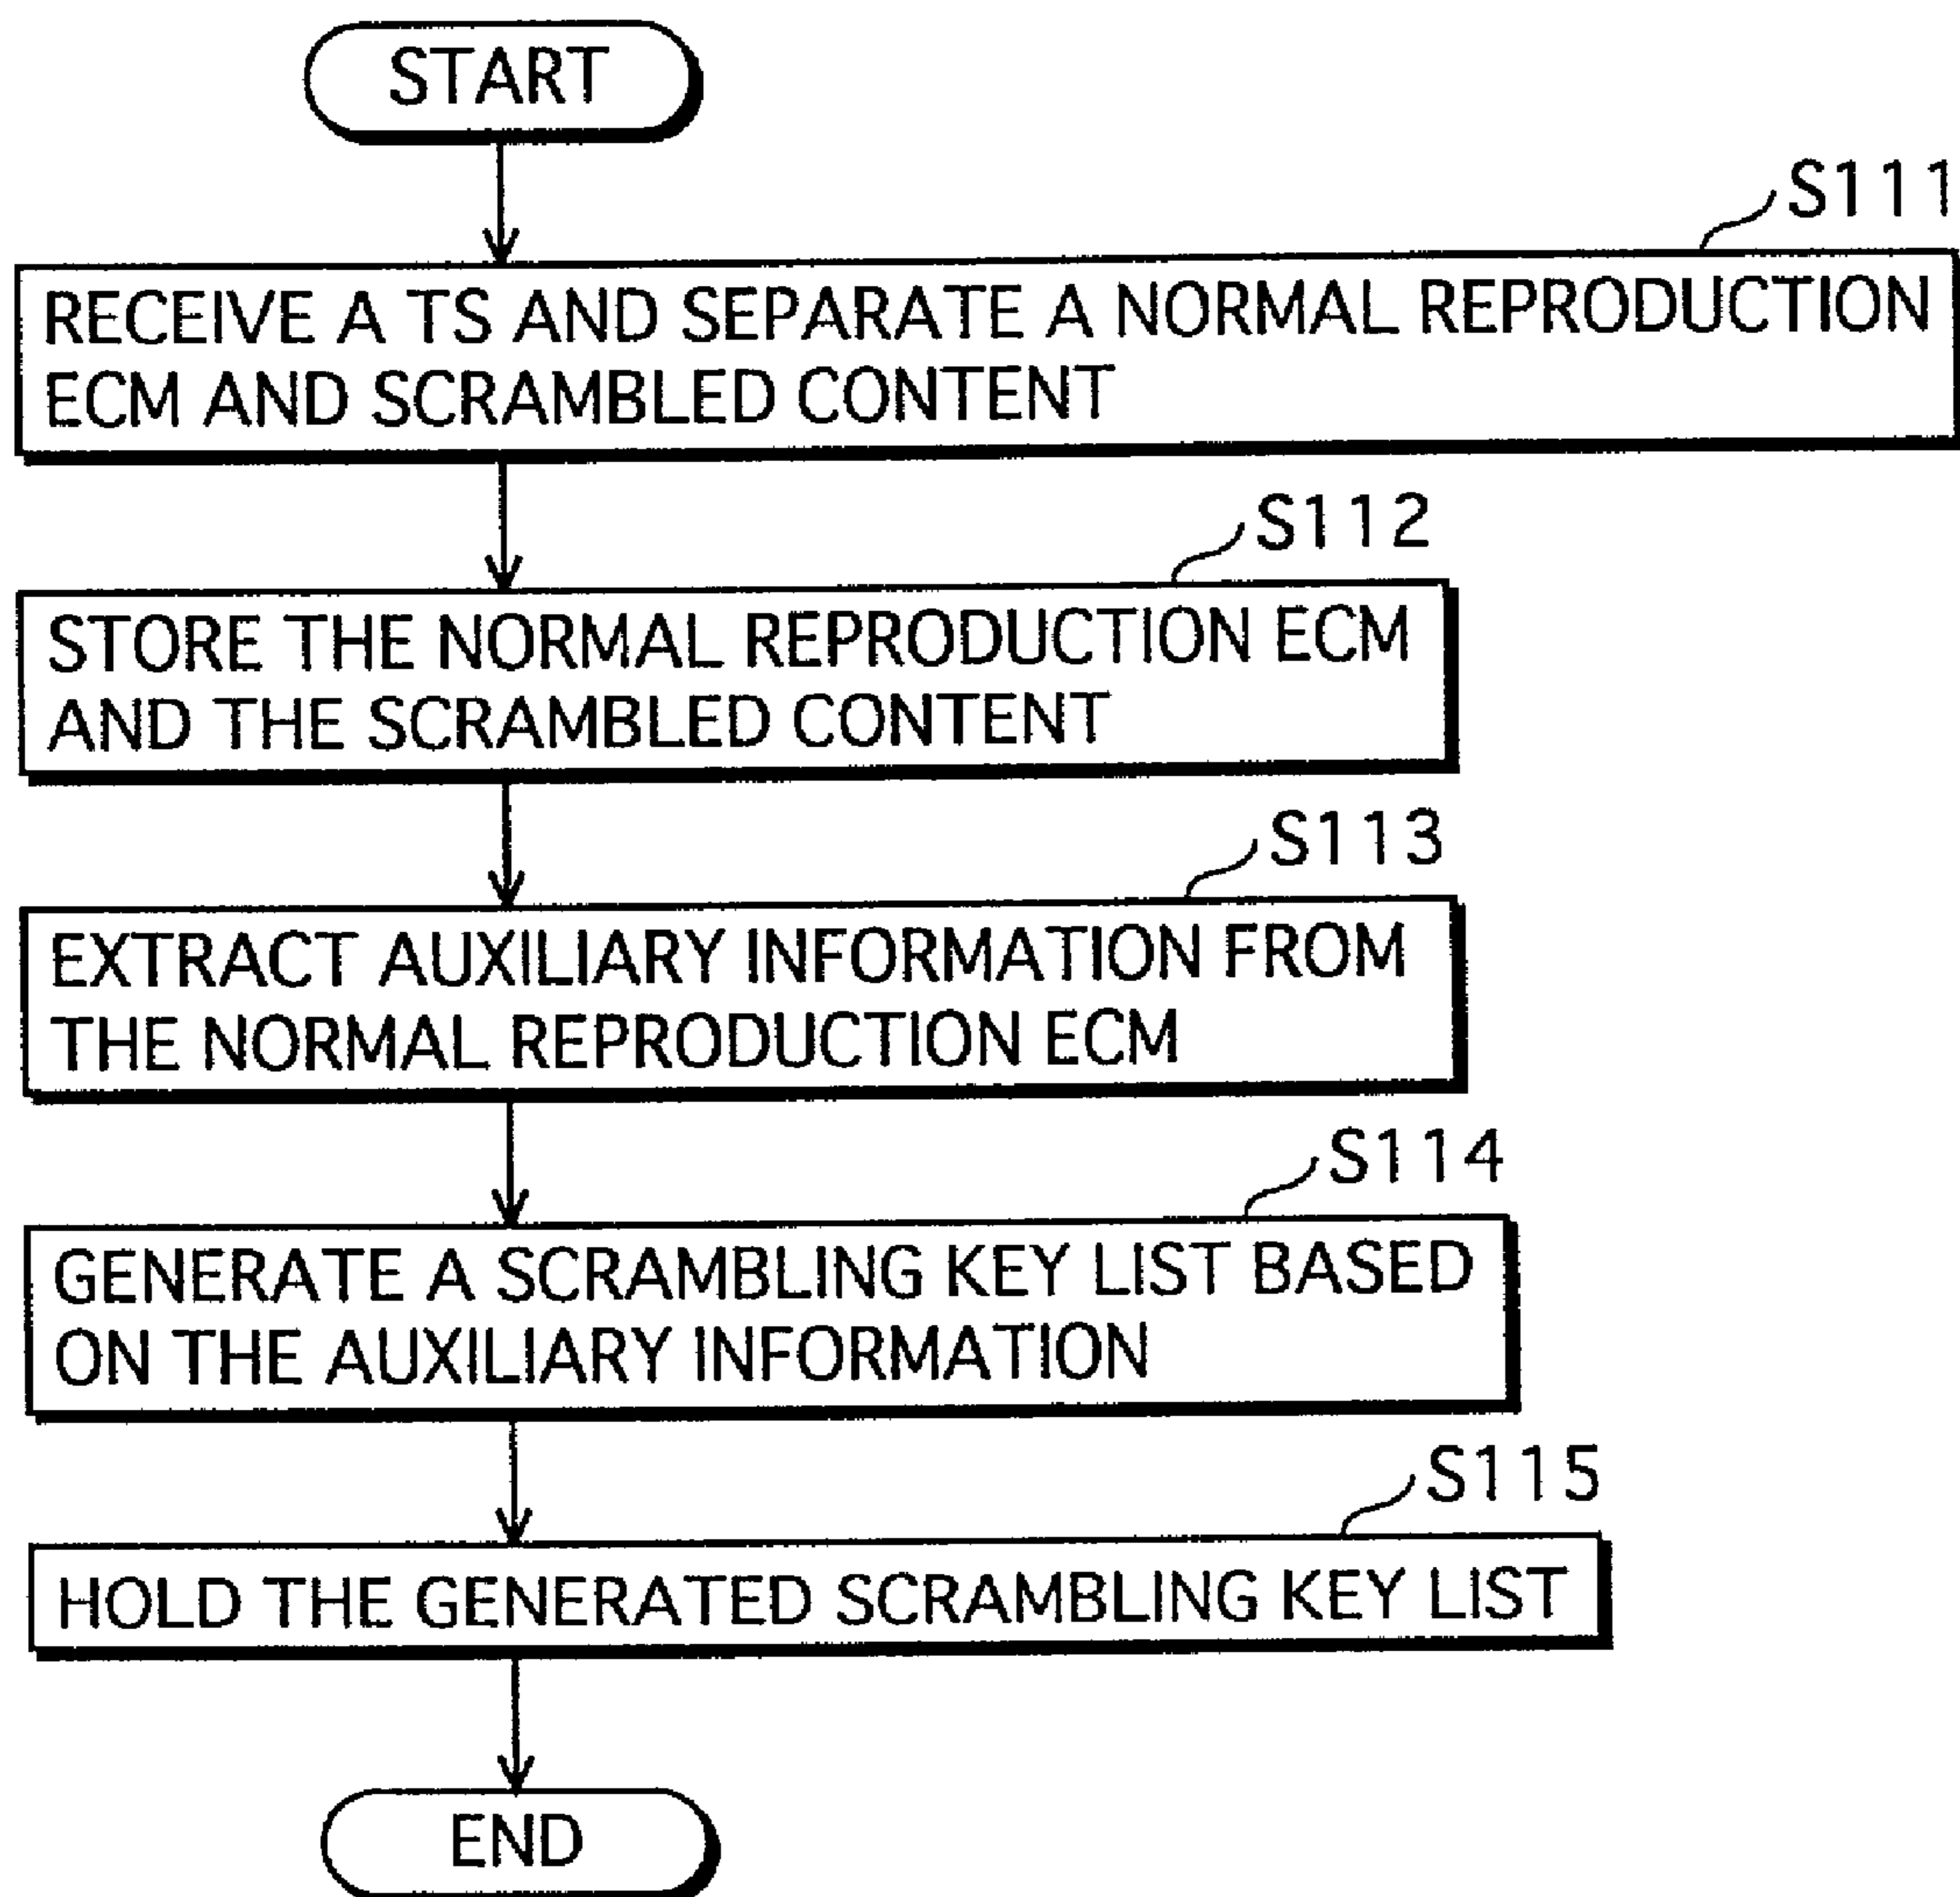 START
S111
RECEIVE A TS AND SEPARATE A NORMAL REPRODUCTION
ECM AND SCRAMBLED CONTENT
S112
STORE THE NORMAL REPRODUCTION ECM
AND THE SCRAMBLED CONTENT
S113
EXTRACT AUXILIARY INFORMATION FROM
THE NORMAL REPRODUCTION ECM
S114
GENERATE A SCRAMBLING KEY LIST BASED
ON THE AUXILIARY INFORMATION
S115
HOLD THE GENERATED SCRAMBLING KEY LIST
END